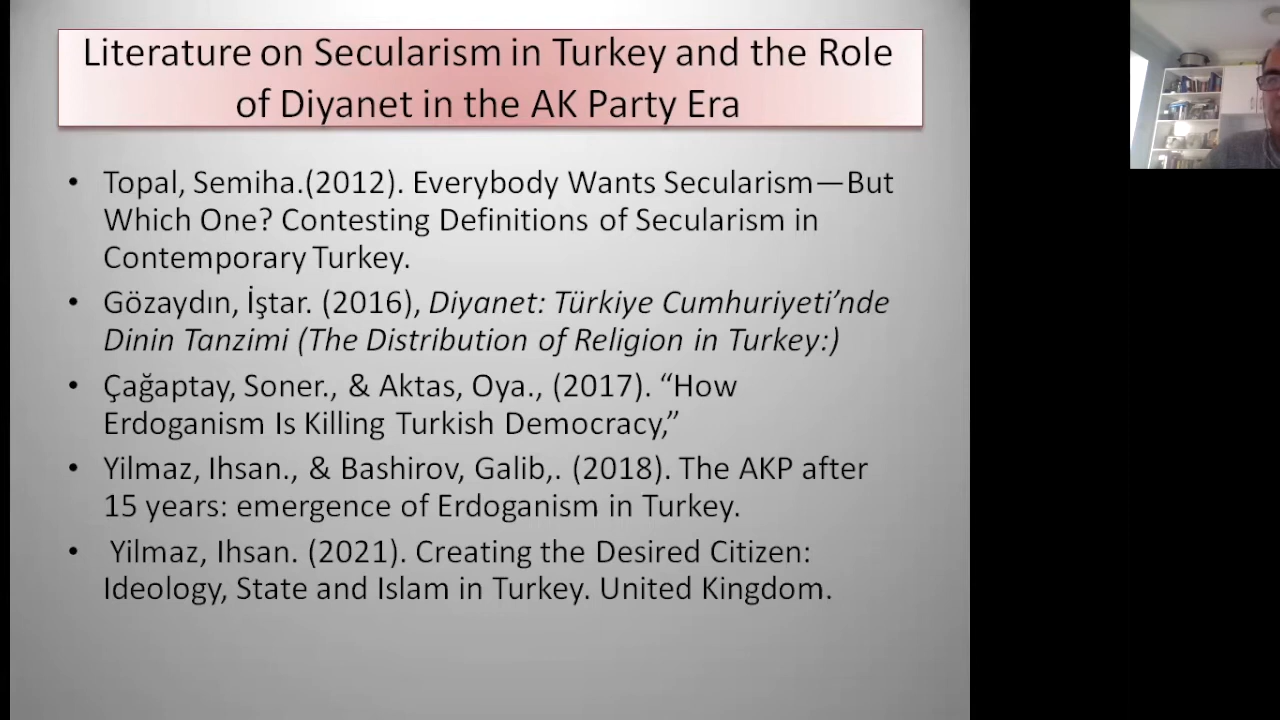 Literature on Secularism in Turkey and the Role
of Diyanet in the AK Party Era
• Topal, Semiha.(2012). Everybody Wants Secularism—But
Which One? Contesting Definitions of Secularism in
Contemporary Turkey.
• Gözaydın, İştar. (2016), Diyanet: Türkiye Cumhuriyeti’nde
Dinin Tanzimi (The Distribution of Religion in Turkey:)
• Çağaptay, Soner., & Aktas, Oya., (2017). “How
Erdoganism Is Killing Turkish Democracy,”
• Yilmaz, Ihsan., & Bashirov, Galib,. (2018). The AKP after
15 years: emergence of Erdoganism in Turkey.
• Yilmaz, Ihsan. (2021). Creating the Desired Citizen:
Ideology, State and Islam in Turkey. United Kingdom.